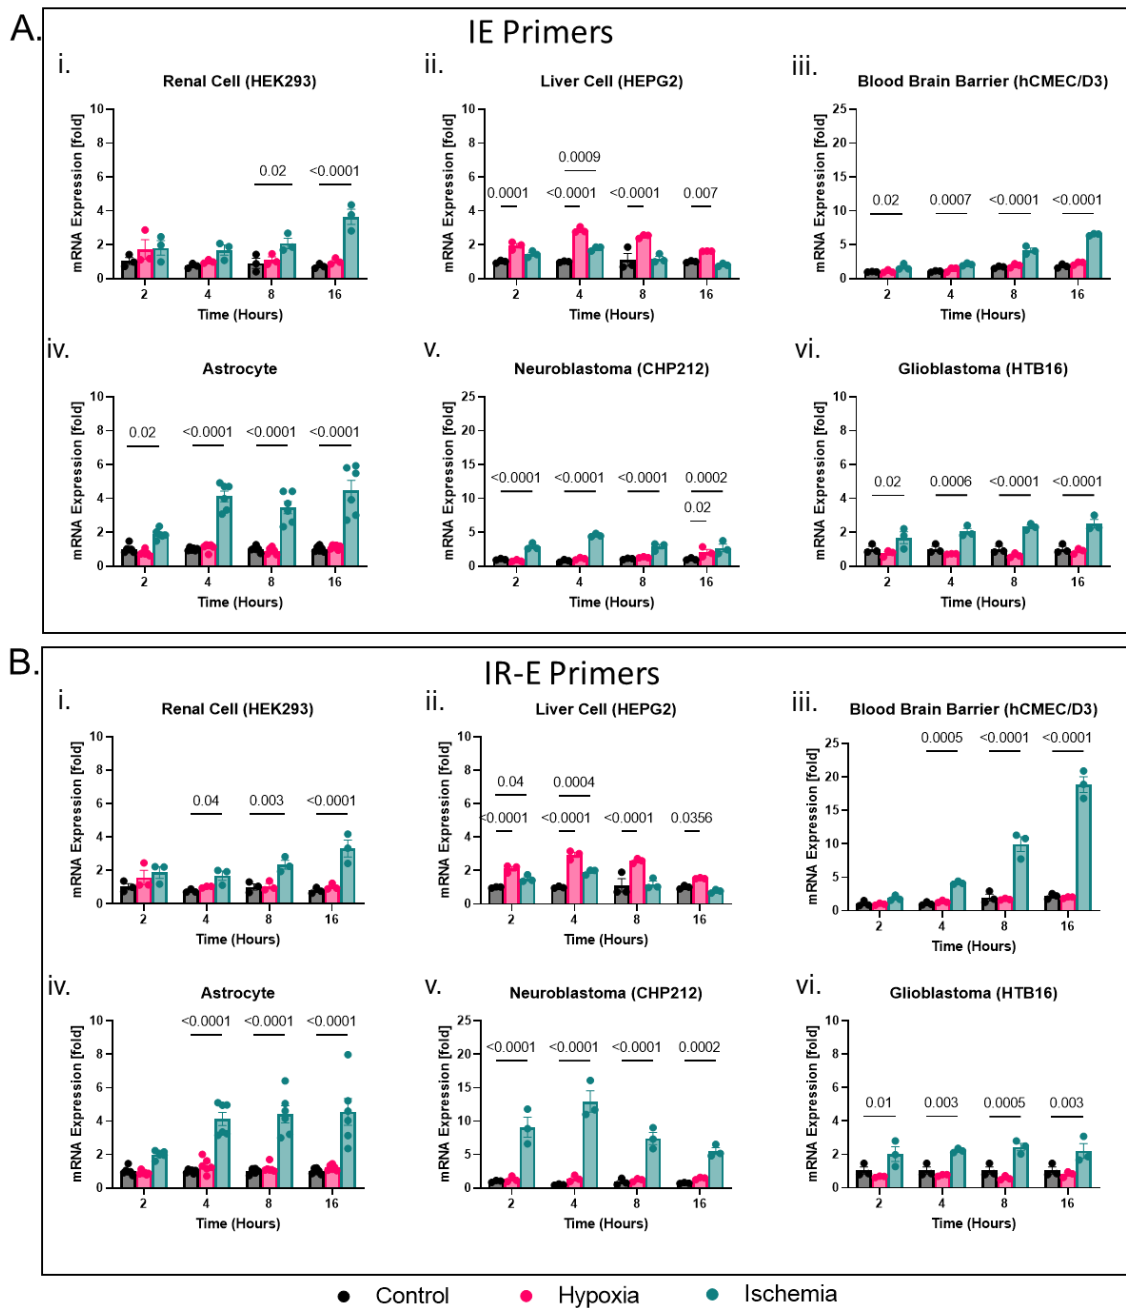 A.
IE Primers
i.
Renal Cell (HEK293)
mRNA Expression [fold]
10
8
6
4
2
0
0.02
<0.0001
2 4 8 16
Time (Hours)
ii.
Liver Cell (HEPG2)
mRNA Expression [fold]
10
8
6
4
2
0
0.0009
0.0001 <0.0001 <0.0001 0.007
2 4 8 16
Time (Hours)
iii.
Blood Brain Barrier (hCMEC/D3)
mRNA Expression [fold]
25
20
15
10
5
0
0.02 0.0007 <0.0001 <0.0001
2 4 8 16
Time (Hours)
iv.
Astrocyte
mRNA Expression [fold]
10
8
6
4
2
0
0.02 <0.0001 <0.0001 <0.0001
2 4 8 16
Time (Hours)
v.
Neuroblastoma (CHP212)
mRNA Expression [fold]
25
20
15
10
5
0
<0.0001 <0.0001 <0.0001 0.0002
0.02
2 4 8 16
Time (Hours)
vi.
Glioblastoma (HTB16)
mRNA Expression [fold]
10
8
6
4
2
0
0.02 0.0006 <0.0001 <0.0001
2 4 8 16
Time (Hours)
B.
IR-E Primers
i.
Renal Cell (HEK293)
mRNA Expression [fold]
10
8
6
4
2
0
0.04 0.003 <0.0001
2 4 8 16
Time (Hours)
ii.
Liver Cell (HEPG2)
mRNA Expression [fold]
10
8
6
4
2
0
0.04 0.0004
<0.0001 <0.0001 <0.0001 0.0356
2 4 8 16
Time (Hours)
iii.
Blood Brain Barrier (hCMEC/D3)
mRNA Expression [fold]
25
20
15
10
5
0
0.0005 <0.0001 <0.0001
2 4 8 16
Time (Hours)
iv.
Astrocyte
mRNA Expression [fold]
10
8
6
4
2
0
<0.0001 <0.0001 <0.0001
2 4 8 16
Time (Hours)
v.
Neuroblastoma (CHP212)
mRNA Expression [fold]
25
20
15
10
5
0
<0.0001 <0.0001 <0.0001 0.0002
2 4 8 16
Time (Hours)
vi.
Glioblastoma (HTB16)
mRNA Expression [fold]
10
8
6
4
2
0
0.01 0.003 0.0005 0.003
2 4 8 16
Time (Hours)
Control Hypoxia Ischemia